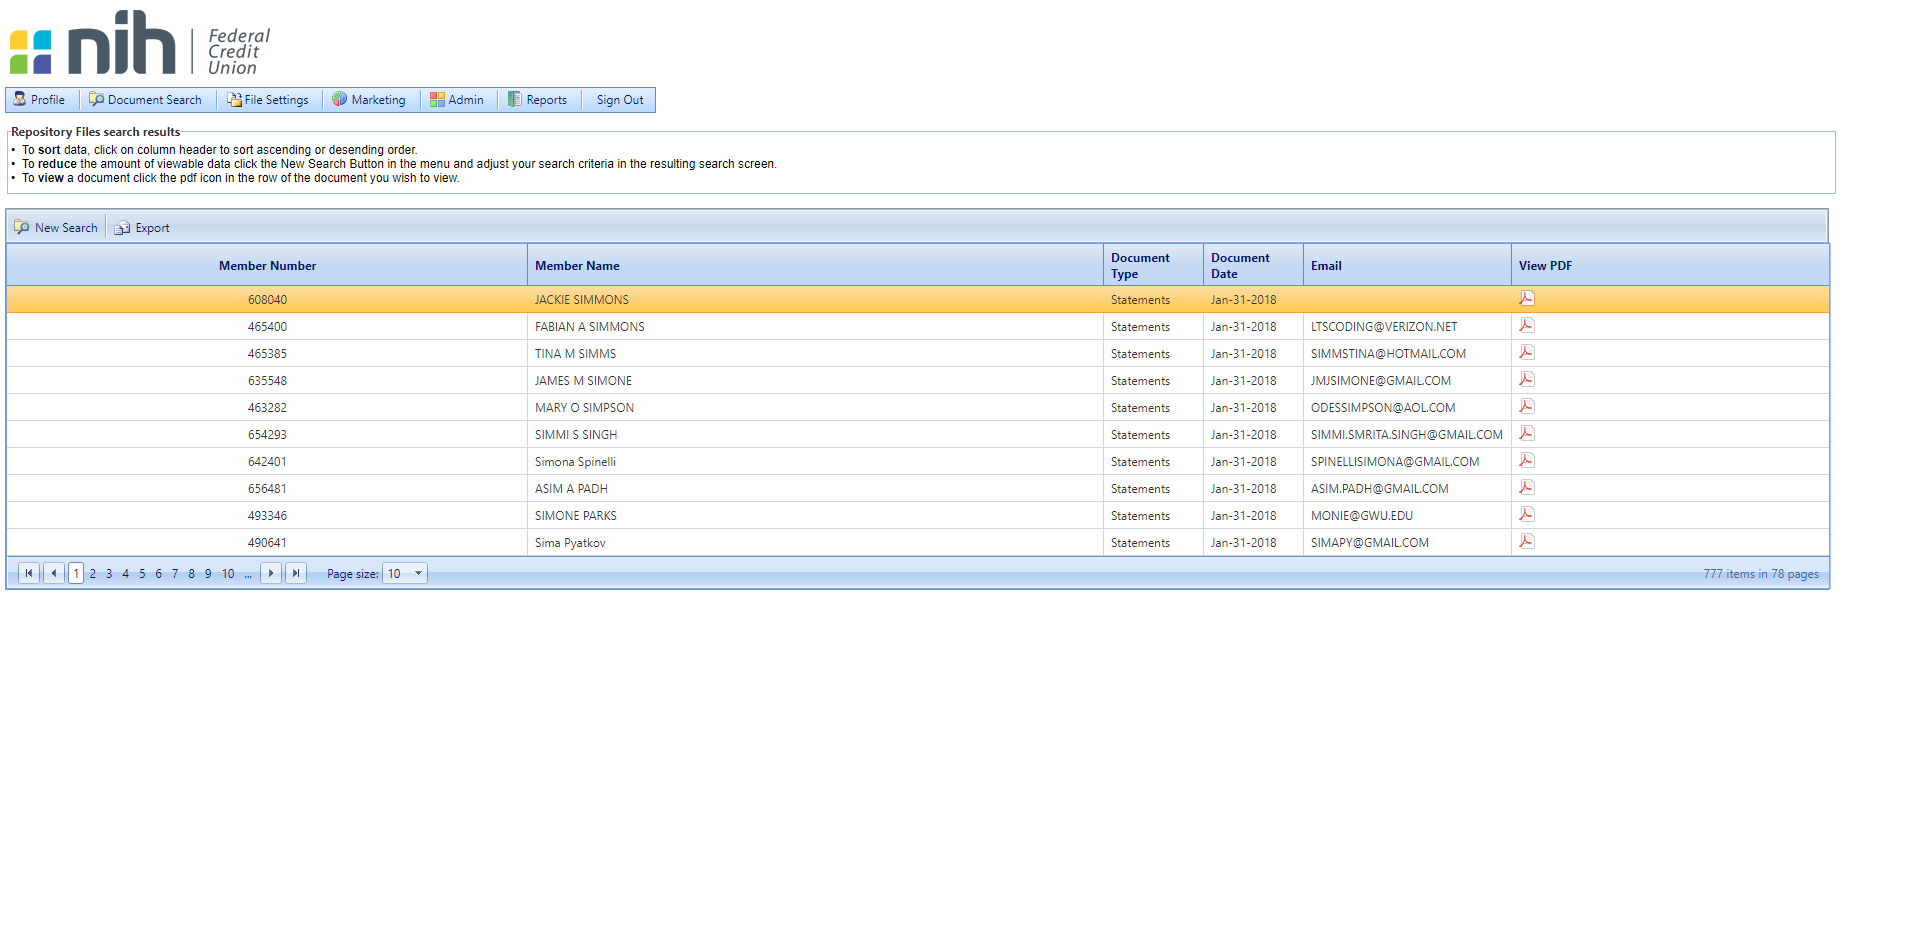 nih
Federal
Credit
Union
Profile Document Search File Settings Marketing Admin Reports Sign Out
Repository Files search results
• To sort data, click on column header to sort ascending or desending order.
• To reduce the amount of viewable data click the New Search Button in the menu and adjust your search criteria in the resulting search screen.
• To view a document click the pdf icon in the row of the document you wish to view.
New Search Export
Member Number Member Name Document Type Document Date Email View PDF
608040 JACKIE SIMMONS Statements Jan-31-2018
465400 FABIAN A SIMMONS Statements Jan-31-2018 LTSCODING@VERIZON.NET
465385 TINA M SIMMS Statements Jan-31-2018 SIMMSTINA@HOTMAIL.COM
635548 JAMES M SIMONE Statements Jan-31-2018 JMJSIMONE@GMAIL.COM
463282 MARY O SIMPSON Statements Jan-31-2018 ODESSIMPSON@AOL.COM
654293 SIMMI S SINGH Statements Jan-31-2018 SIMMI.SMRITA.SINGH@GMAIL.COM
642401 Simona Spinelli Statements Jan-31-2018 SPINELLISIMONA@GMAIL.COM
656481 ASIM A PADH Statements Jan-31-2018 ASIM.PADH@GMAIL.COM
493346 SIMONE PARKS Statements Jan-31-2018 MONIE@GWU.EDU
490641 Sima Pyatkov Statements Jan-31-2018 SIMAPY@GMAIL.COM
1 2 3 4 5 6 7 8 9 10 ... Page size: 10 777 items in 78 pages